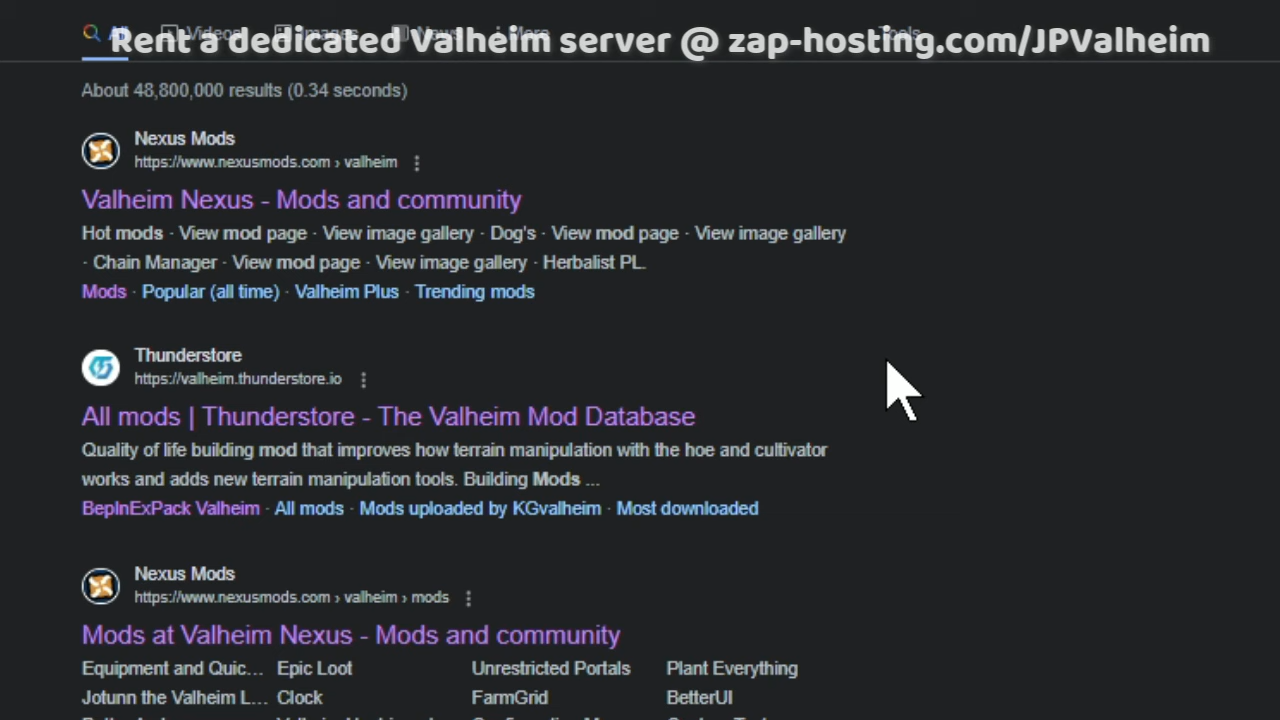 Rent a dedicated Valheim server @ zap-hosting.com/JPValheim
All Videos Images News More Tools
About 48,800,000 results (0.34 seconds)
Nexus Mods
https://www.nexusmods.com › valheim
Valheim Nexus - Mods and community
Hot mods · View mod page · View image gallery · Dog's · View mod page · View image gallery
· Chain Manager · View mod page · View image gallery · Herbalist PL.
Mods · Popular (all time) · Valheim Plus · Trending mods
Thunderstore
https://valheim.thunderstore.io
All mods | Thunderstore - The Valheim Mod Database
Quality of life building mod that improves how terrain manipulation with the hoe and cultivator
works and adds new terrain manipulation tools. Building Mods ...
BepInExPack Valheim · All mods · Mods uploaded by KGvalheim · Most downloaded
Nexus Mods
https://www.nexusmods.com › valheim › mods
Mods at Valheim Nexus - Mods and community
Equipment and Quic... Epic Loot Unrestricted Portals Plant Everything
Jotunn the Valheim L... Clock FarmGrid BetterUI